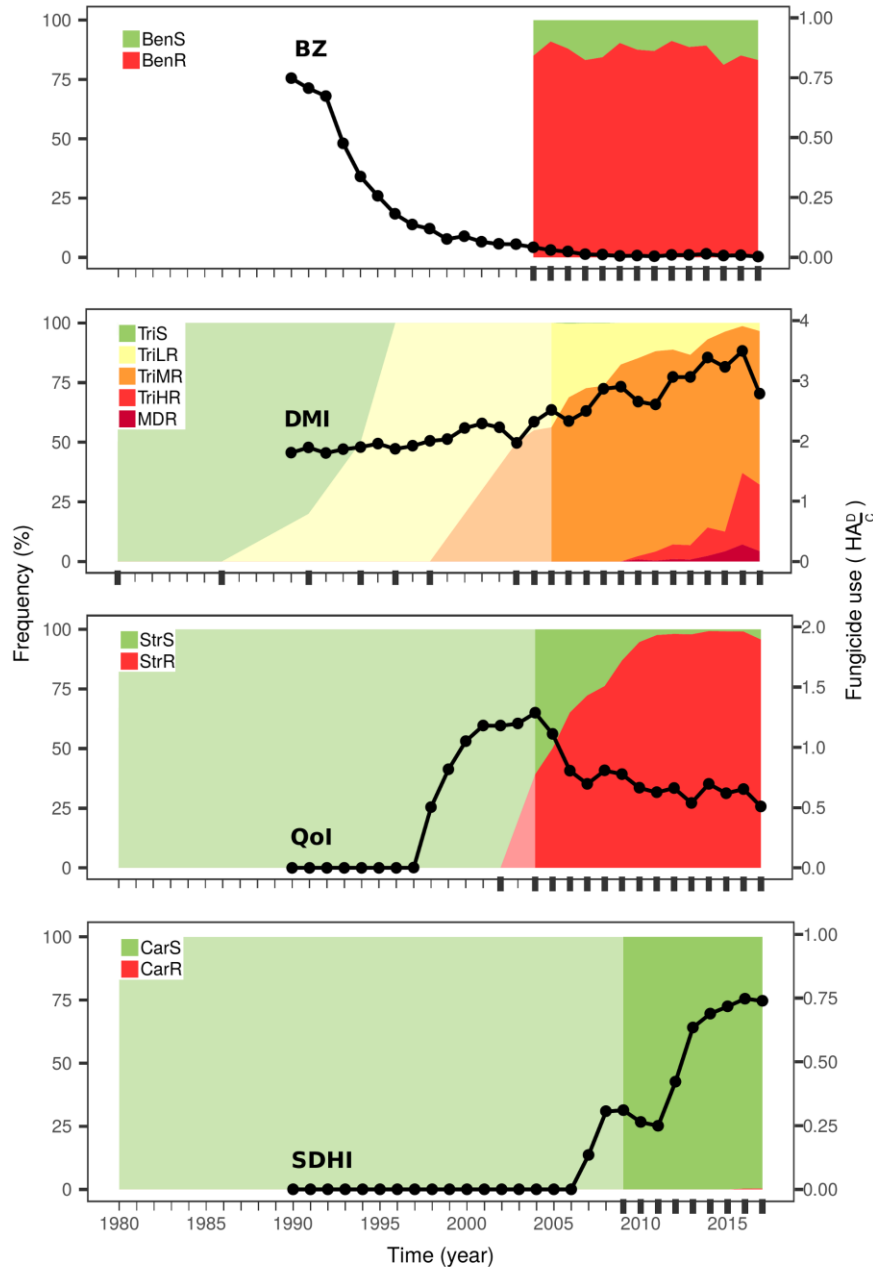 100
75
50
25
0
BenS
BenR
BZ
1.00
0.75
0.50
0.25
0.00
100
75
50
25
0
TriS
TriLR
TriMR
TriHR
MDR
DMI
4
3
2
1
0
Frequency (%)
Fungicide use ( HA D C )
100
75
50
25
0
StrS
StrR
QoI
2.0
1.5
1.0
0.5
0.0
100
75
50
25
0
CarS
CarR
SDHI
1.00
0.75
0.50
0.25
0.00
1980 1985 1990 1995 2000 2005 2010 2015
Time (year)